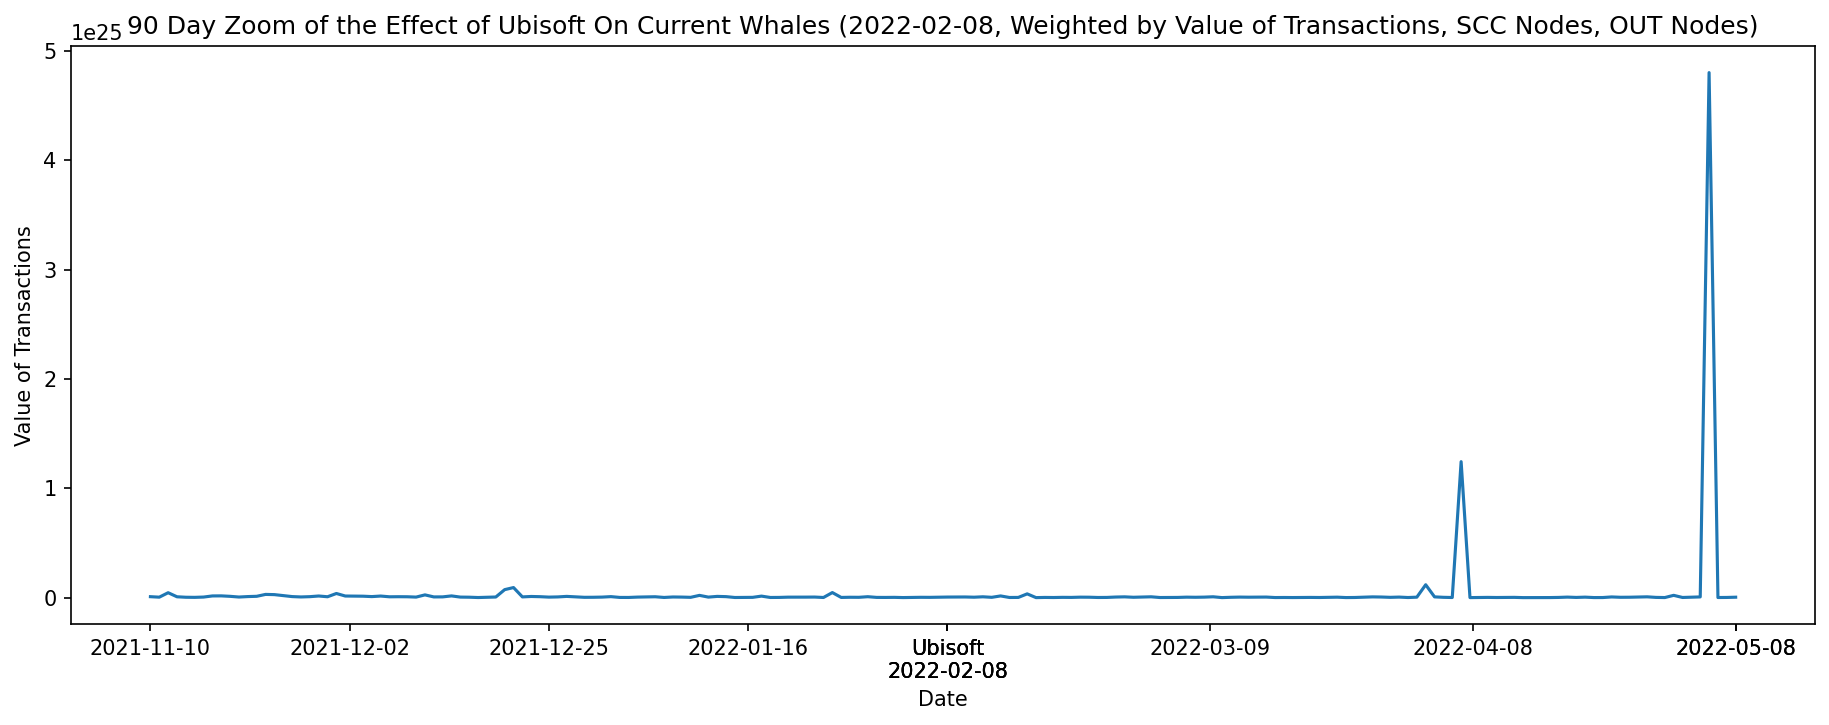 90 Day Zoom of the Effect of Ubisoft On Current Whales (2022-02-08, Weighted by Value of Transactions, SCC Nodes, OUT Nodes)
1e25
5
4
3
2
1
0
Value of Transactions
2021-11-10 2021-12-02 2021-12-25 2022-01-16 Ubisoft 2022-03-09 2022-04-08 2022-05-08
2022-02-08
Date